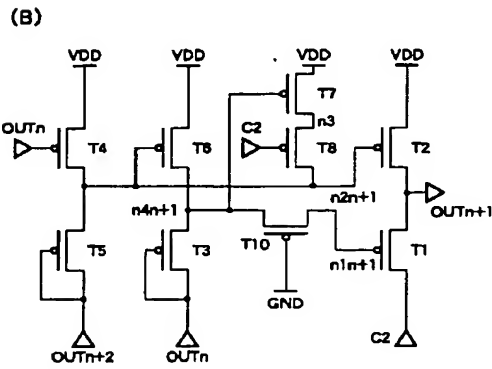 (B)
VDD VDD VDD VDD
T7
OUTn T4 T6 C2 n3 T8 T2
n4n+1 n2n+1 OUTn+1
T5 T3 T10 n1n+1 T1
GND
OUTn+2 OUTn C2